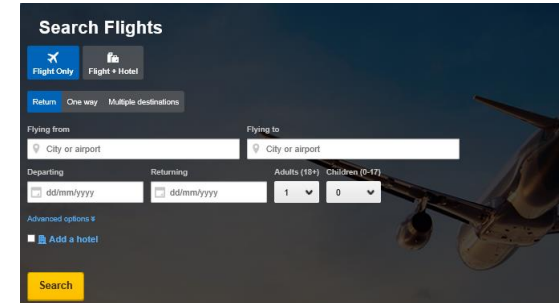 Search Flights
Flight Only Flight + Hotel
Return One way Multiple destinations
Flying from Flying to
City or airport City or airport
Departing Returning Adults (18+) Children (0-17)
dd/mm/yyyy dd/mm/yyyy 1 0
Advanced options
Add a hotel
Search